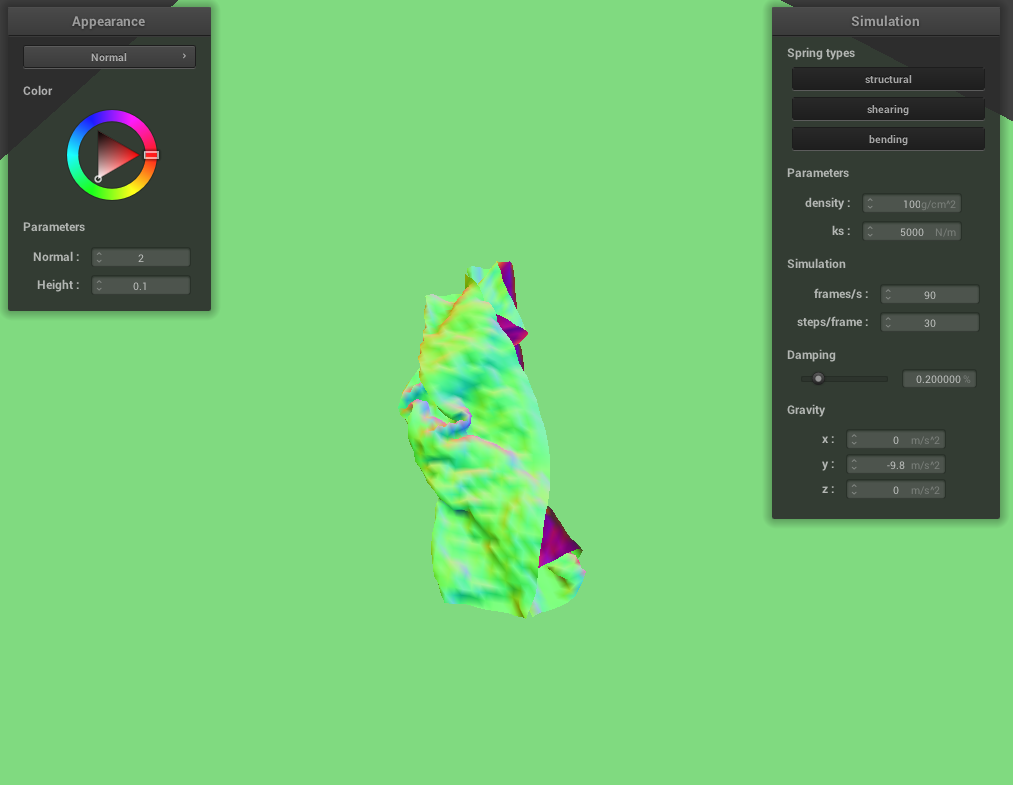 Appearance
Normal
Color
Parameters
Normal : 2
Height : 0.1
Simulation
Spring types
structural
shearing
bending
Parameters
density : 100g/cm^2
ks : 5000 N/m
Simulation
frames/s : 90
steps/frame : 30
Damping
0.200000 %
Gravity
x : 0 m/s^2
y : -9.8 m/s^2
z : 0 m/s^2